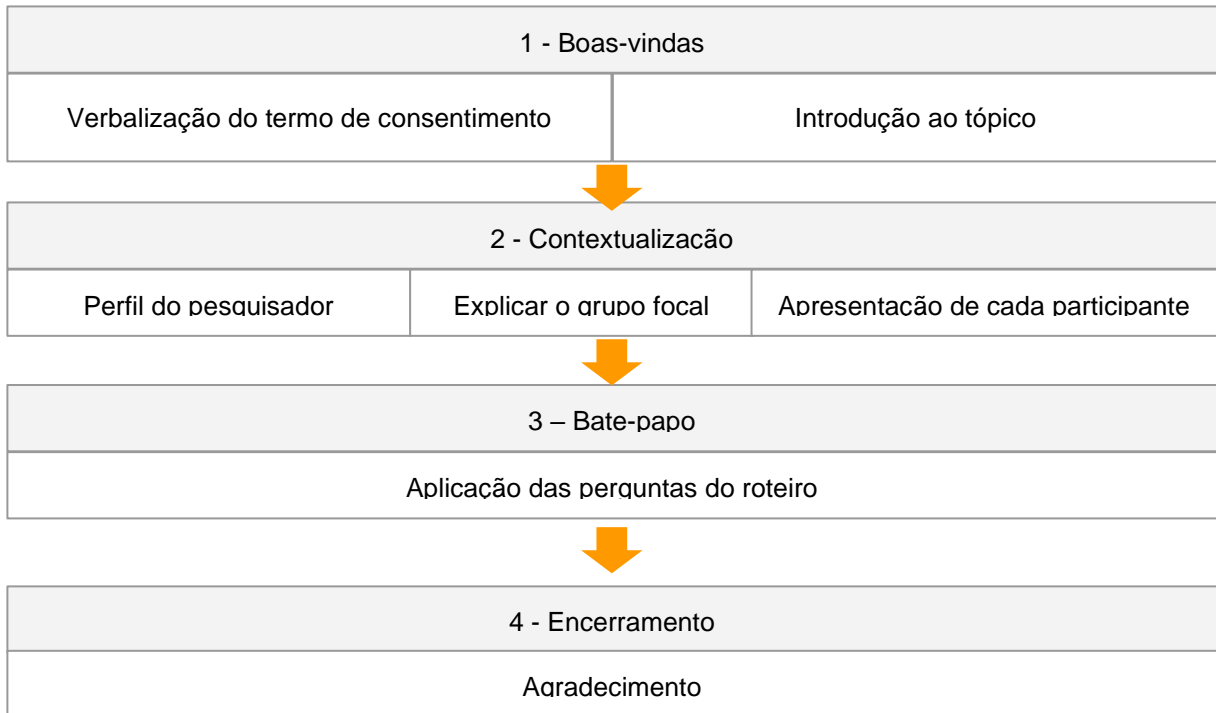 1 - Boas-vindas
Verbalização do termo de consentimento
Introdução ao tópico
2 - Contextualização
Perfil do pesquisador
Explicar o grupo focal
Apresentação de cada participante
3 – Bate-papo
Aplicação das perguntas do roteiro
4 - Encerramento
Agradecimento